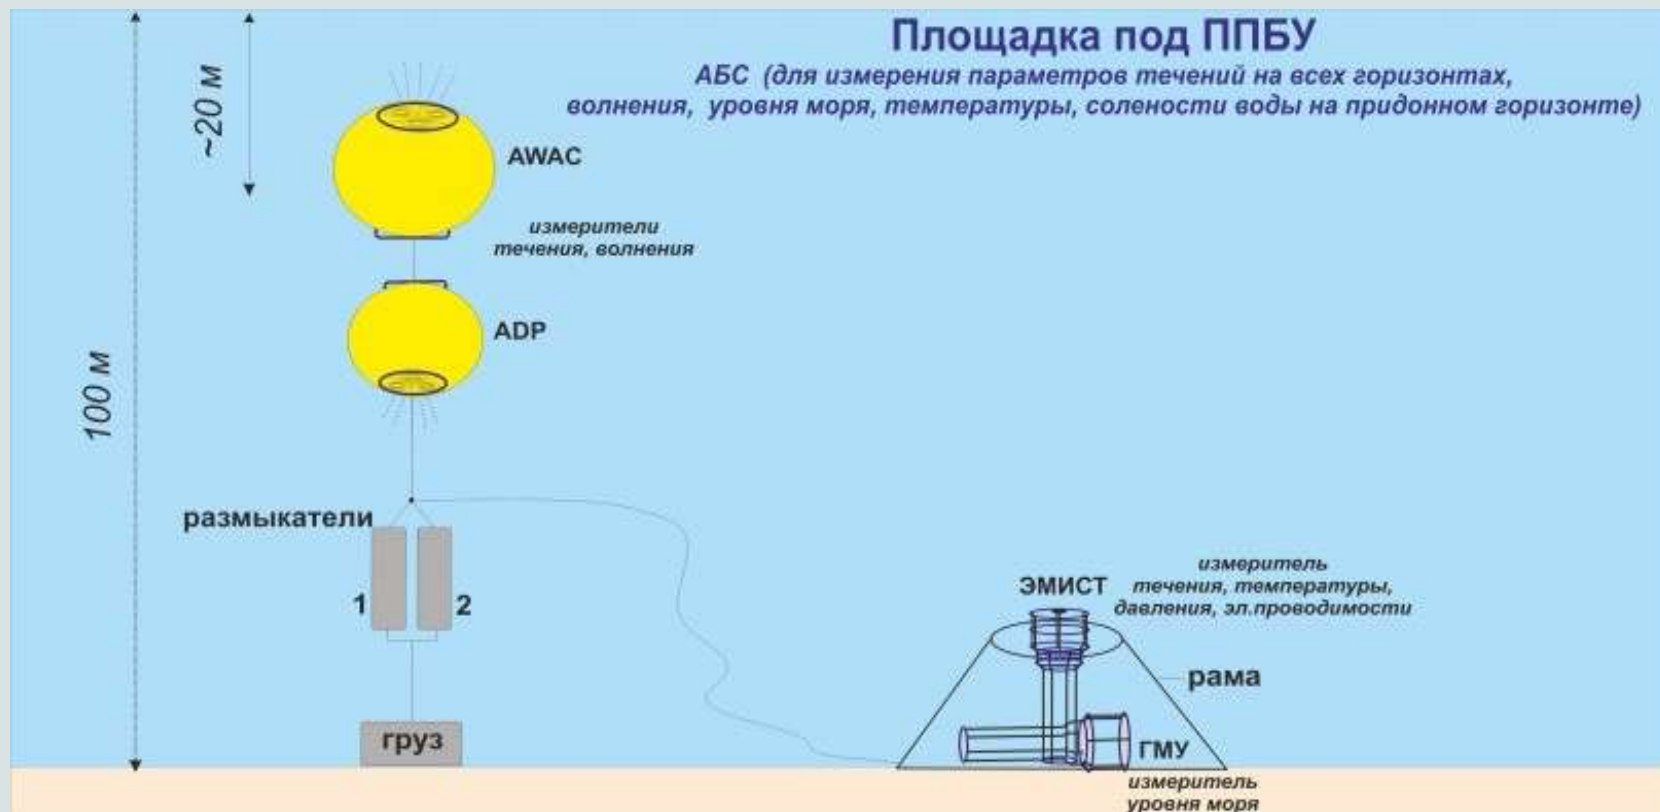 Площадка под ППБУ
АБС (для измерения параметров течений на всех горизонтах,
волнения, уровня моря, температуры, солености воды на придонном горизонте)
~20 м
100 м
AWAC
измерители
течения, волнения
ADP
размыкатели
1
2
груз
измеритель
ЭМИСТ
течения, температуры,
давления, эл.проводимости
рама
ГМУ
измеритель
уровня моря